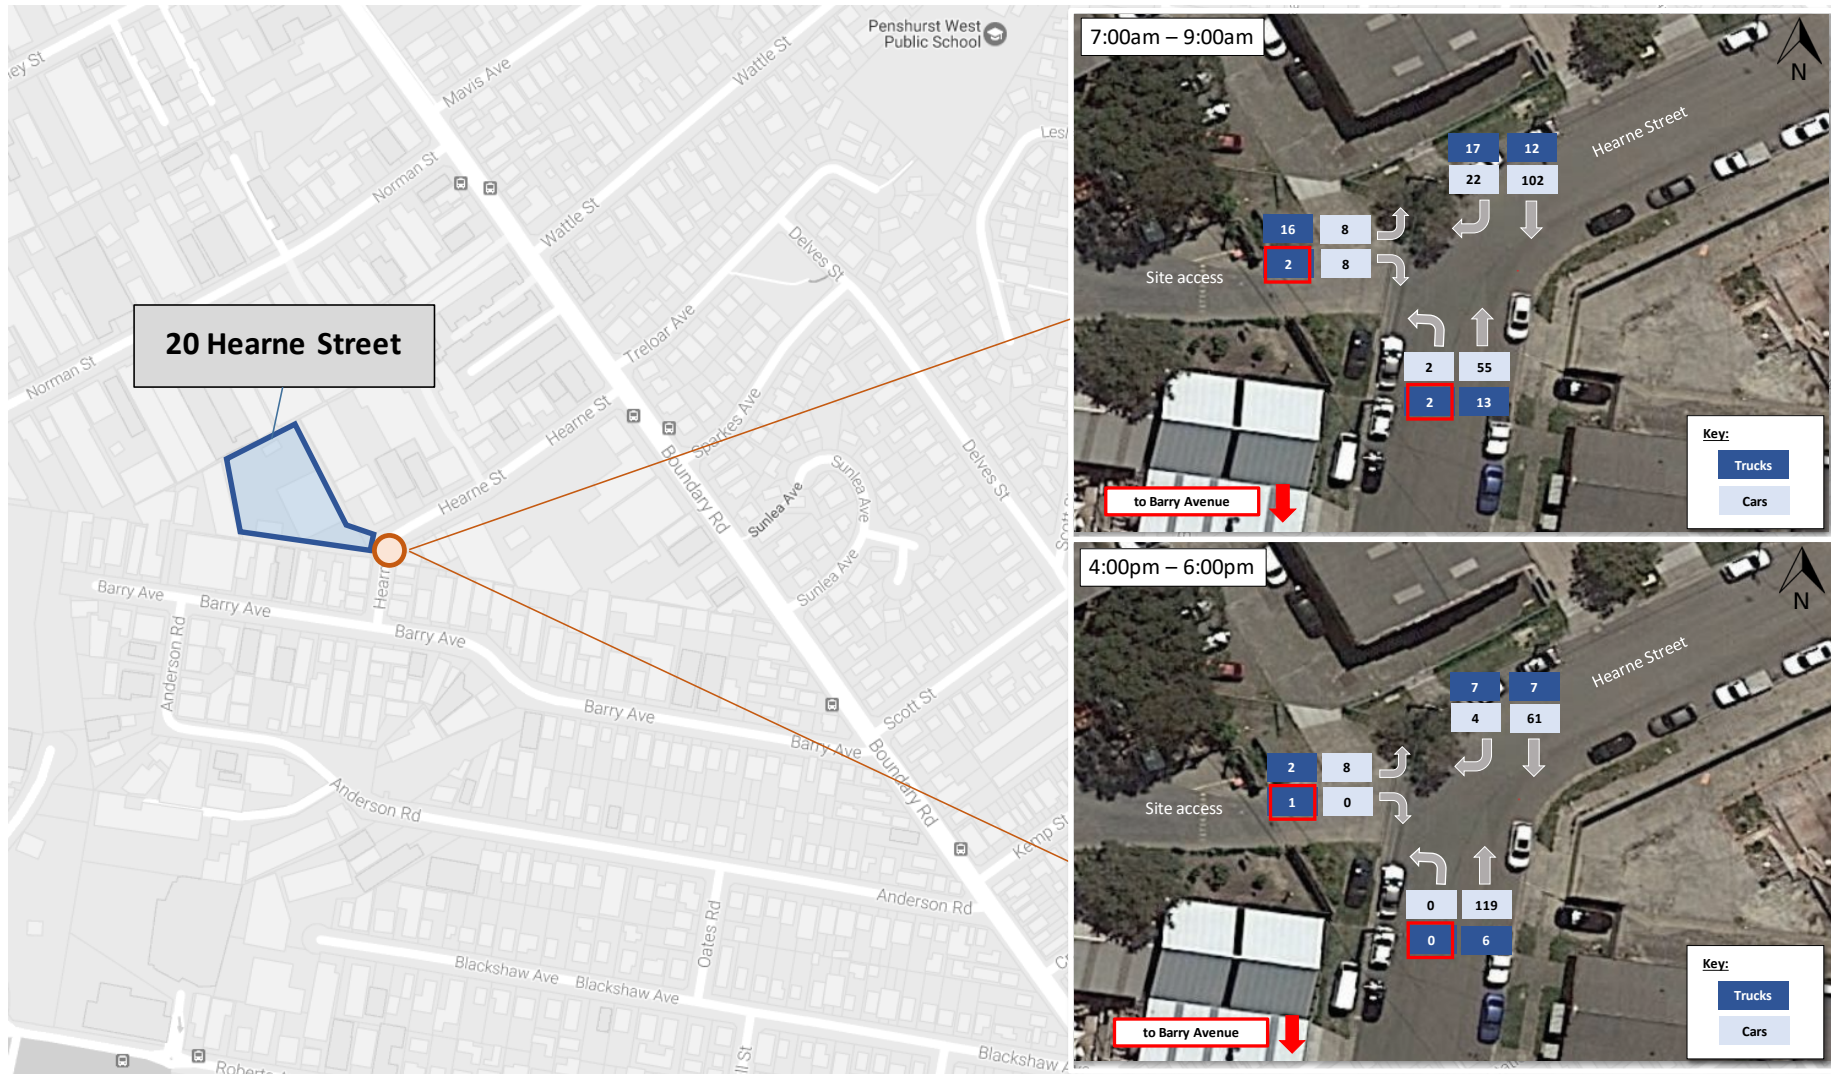 Penshurst West
Public School
Mavis Ave
Wattle St
Norman St
Wattle St
Delves St
Treloar Ave
20 Hearne Street
Norman St
Hearne St
Sparkes Ave
Boundary Rd
Delves St
Hearne St
Sunlea Ave
Sunlea Ave
Sunlea Ave
Barry Ave
Barry Ave
Barry Ave
Anderson Rd
Barry Ave
Scott St
Barry Ave
Boundary Rd
Anderson Rd
Kemp St
Anderson Rd
Oates Rd
Blackshaw Ave
Blackshaw Ave
7:00am – 9:00am
N
Hearne Street
17 12
22 102
16 8
2 8
Site access
2 55
2 13
to Barry Avenue
Key:
Trucks
Cars
4:00pm – 6:00pm
N
Hearne Street
7 7
4 61
2 8
1 0
Site access
0 119
0 6
to Barry Avenue
Key:
Trucks
Cars